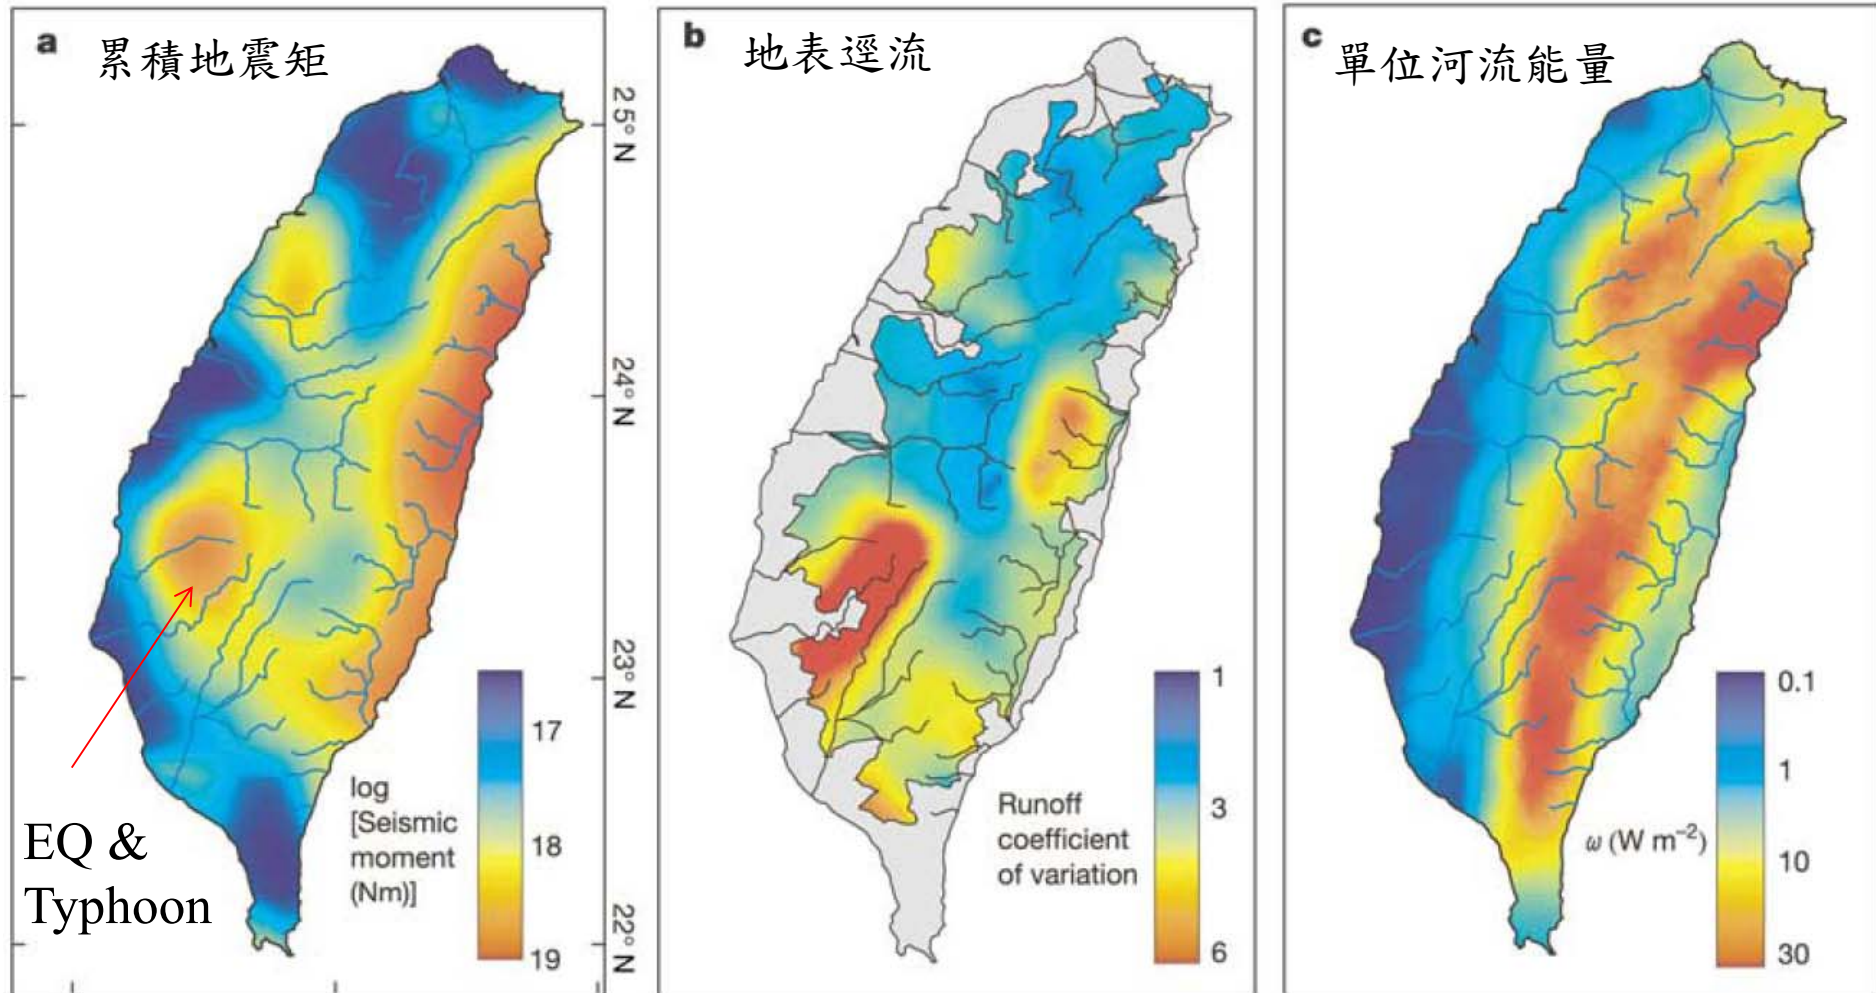 a
累積地震矩
25° N
24° N
23° N
22° N
EQ &
Typhoon
log
[Seismic
moment
(Nm)]
17
18
19
b
地表逕流
Runoff
coefficient
of variation
1
3
6
c
單位河流能量
ω (W m⁻²)
0.1
1
10
30